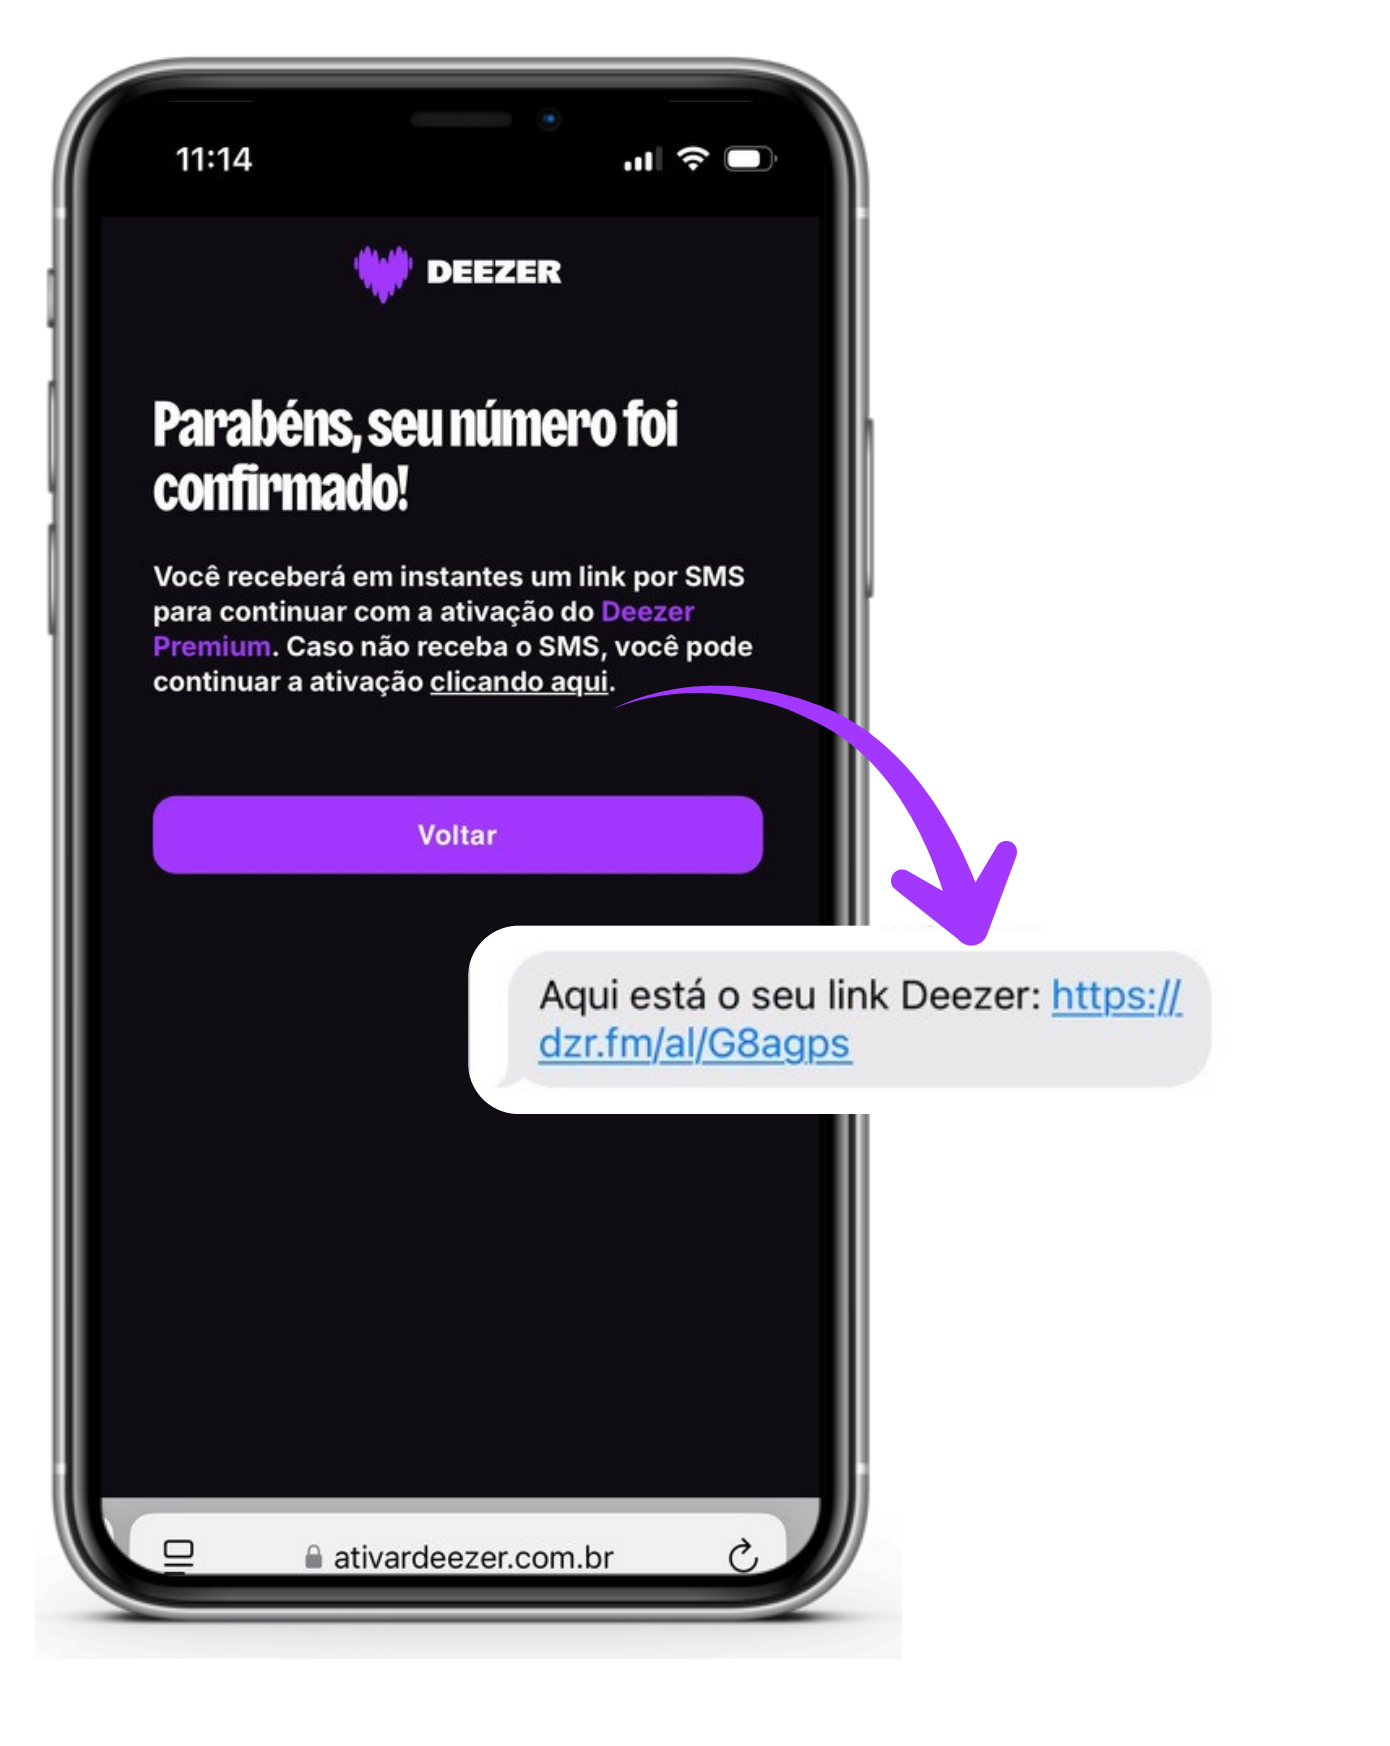 11:14
DEEZER
Parabéns, seu número foi
confirmado!
Você receberá em instantes um link por SMS
para continuar com a ativação do Deezer
Premium. Caso não receba o SMS, você pode
continuar a ativação clicando aqui.
Voltar
Aqui está o seu link Deezer: https://
dzr.fm/al/G8agps
ativardeezer.com.br